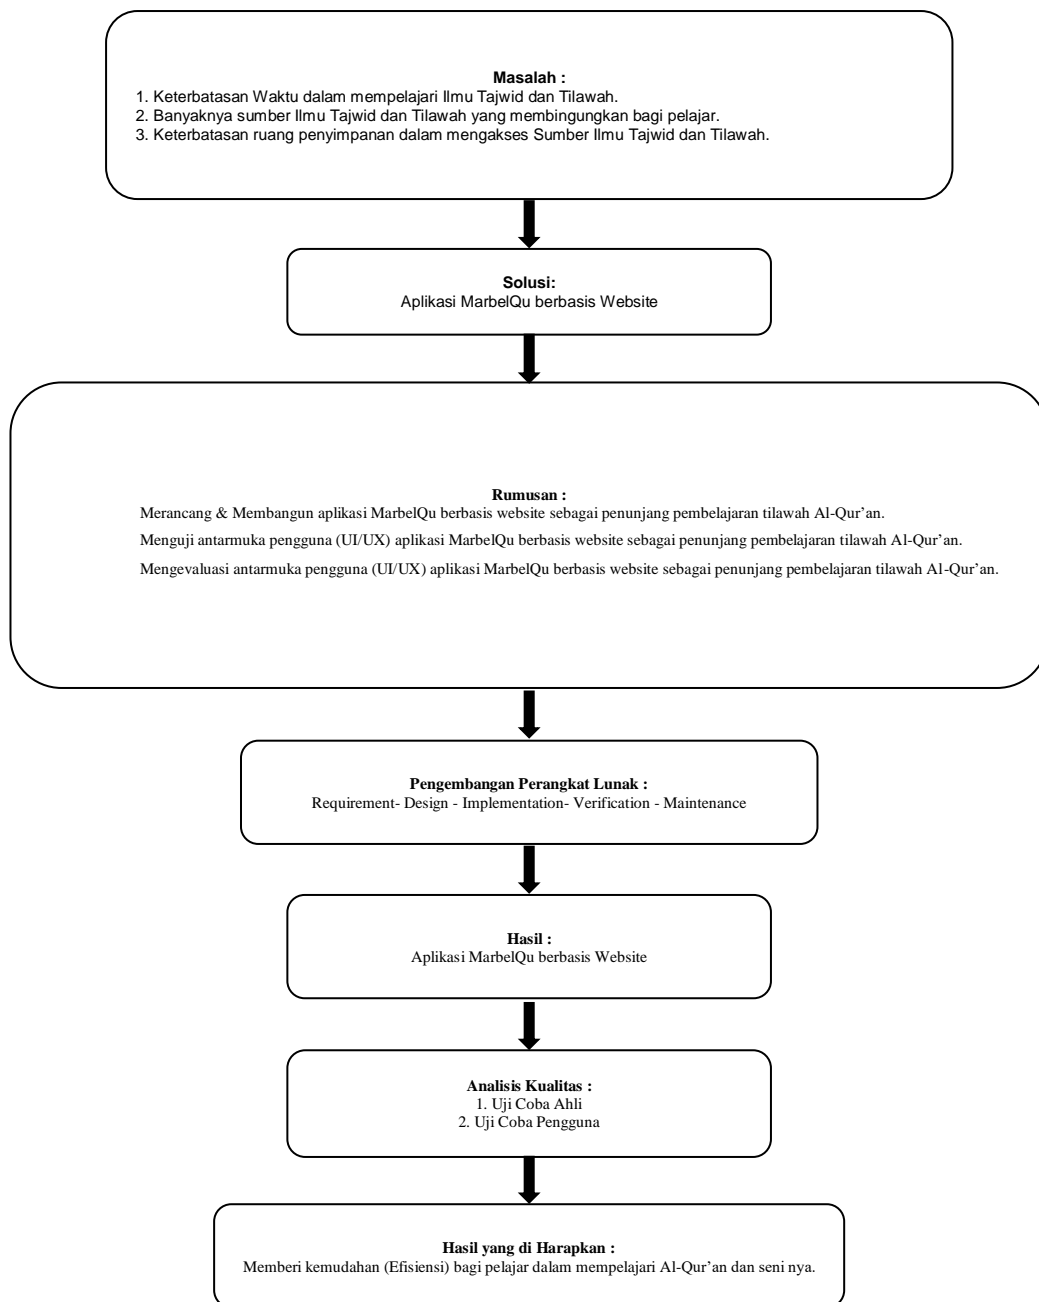 Masalah :
1. Keterbatasan Waktu dalam mempelajari Ilmu Tajwid dan Tilawah.
2. Banyaknya sumber Ilmu Tajwid dan Tilawah yang membingungkan bagi pelajar.
3. Keterbatasan ruang penyimpanan dalam mengakses Sumber Ilmu Tajwid dan Tilawah.
Solusi:
Aplikasi MarbelQu berbasis Website
Rumusan :
Merancang & Membangun aplikasi MarbelQu berbasis website sebagai penunjang pembelajaran tilawah Al-Qur’an.
Menguji antarmuka pengguna (UI/UX) aplikasi MarbelQu berbasis website sebagai penunjang pembelajaran tilawah Al-Qur’an.
Mengevaluasi antarmuka pengguna (UI/UX) aplikasi MarbelQu berbasis website sebagai penunjang pembelajaran tilawah Al-Qur’an.
Pengembangan Perangkat Lunak :
Requirement- Design - Implementation- Verification - Maintenance
Hasil :
Aplikasi MarbelQu berbasis Website
Analisis Kualitas :
1. Uji Coba Ahli
2. Uji Coba Pengguna
Hasil yang di Harapkan :
Memberi kemudahan (Efisiensi) bagi pelajar dalam mempelajari Al-Qur’an dan seni nya.